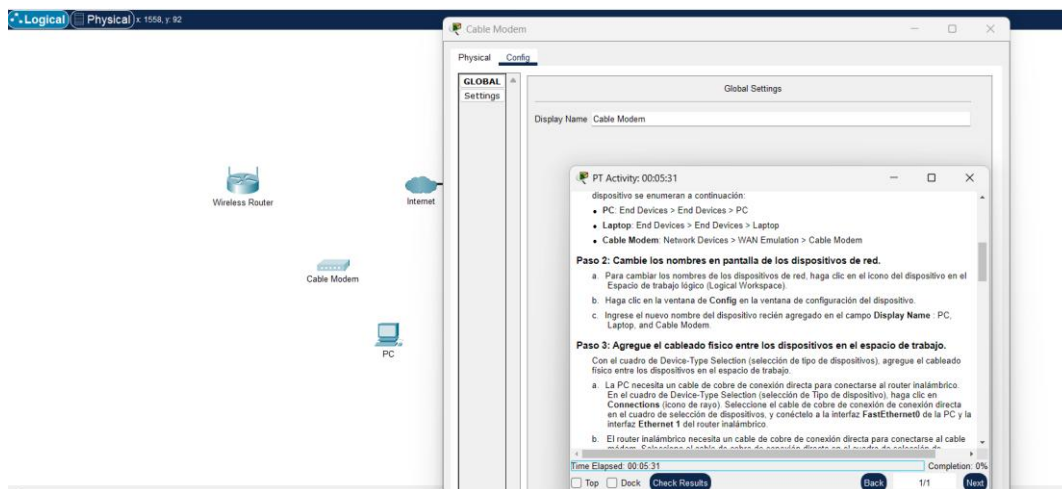 Logical Physical x: 1558, y: 92
Cable Modem
Physical Config
GLOBAL
Settings
Global Settings
Display Name Cable Modem
Wireless Router
Internet
Cable Modem
PC
PT Activity: 00:05:31
dispositivo se enumeran a continuación:
• PC: End Devices > End Devices > PC
• Laptop: End Devices > End Devices > Laptop
• Cable Modem: Network Devices > WAN Emulation > Cable Modem
Paso 2: Cambie los nombres en pantalla de los dispositivos de red.
a. Para cambiar los nombres de los dispositivos de red, haga clic en el icono del dispositivo en el
Espacio de trabajo lógico (Logical Workspace).
b. Haga clic en la ventana de Config en la ventana de configuración del dispositivo.
c. Ingrese el nuevo nombre del dispositivo recién agregado en el campo Display Name : PC,
Laptop, and Cable Modem.
Paso 3: Agregue el cableado físico entre los dispositivos en el espacio de trabajo.
Con el cuadro de Device-Type Selection (selección de tipo de dispositivos), agregue el cableado
físico entre los dispositivos en el espacio de trabajo.
a. La PC necesita un cable de cobre de conexión directa para conectarse al router inalámbrico.
En el cuadro de Device-Type Selection (selección de Tipo de dispositivo), haga clic en
Connections (icono de rayo). Seleccione el cable de cobre de conexión de conexión directa
en el cuadro de selección de dispositivos, y conéctelo a la interfaz FastEthernet0 de la PC y la
interfaz Ethernet 1 del router inalámbrico.
b. El router inalámbrico necesita un cable de cobre de conexión directa para conectarse al cable
Time Elapsed: 00:05:31 Completion: 0%
Top Dock Check Results Back 1/1 Next